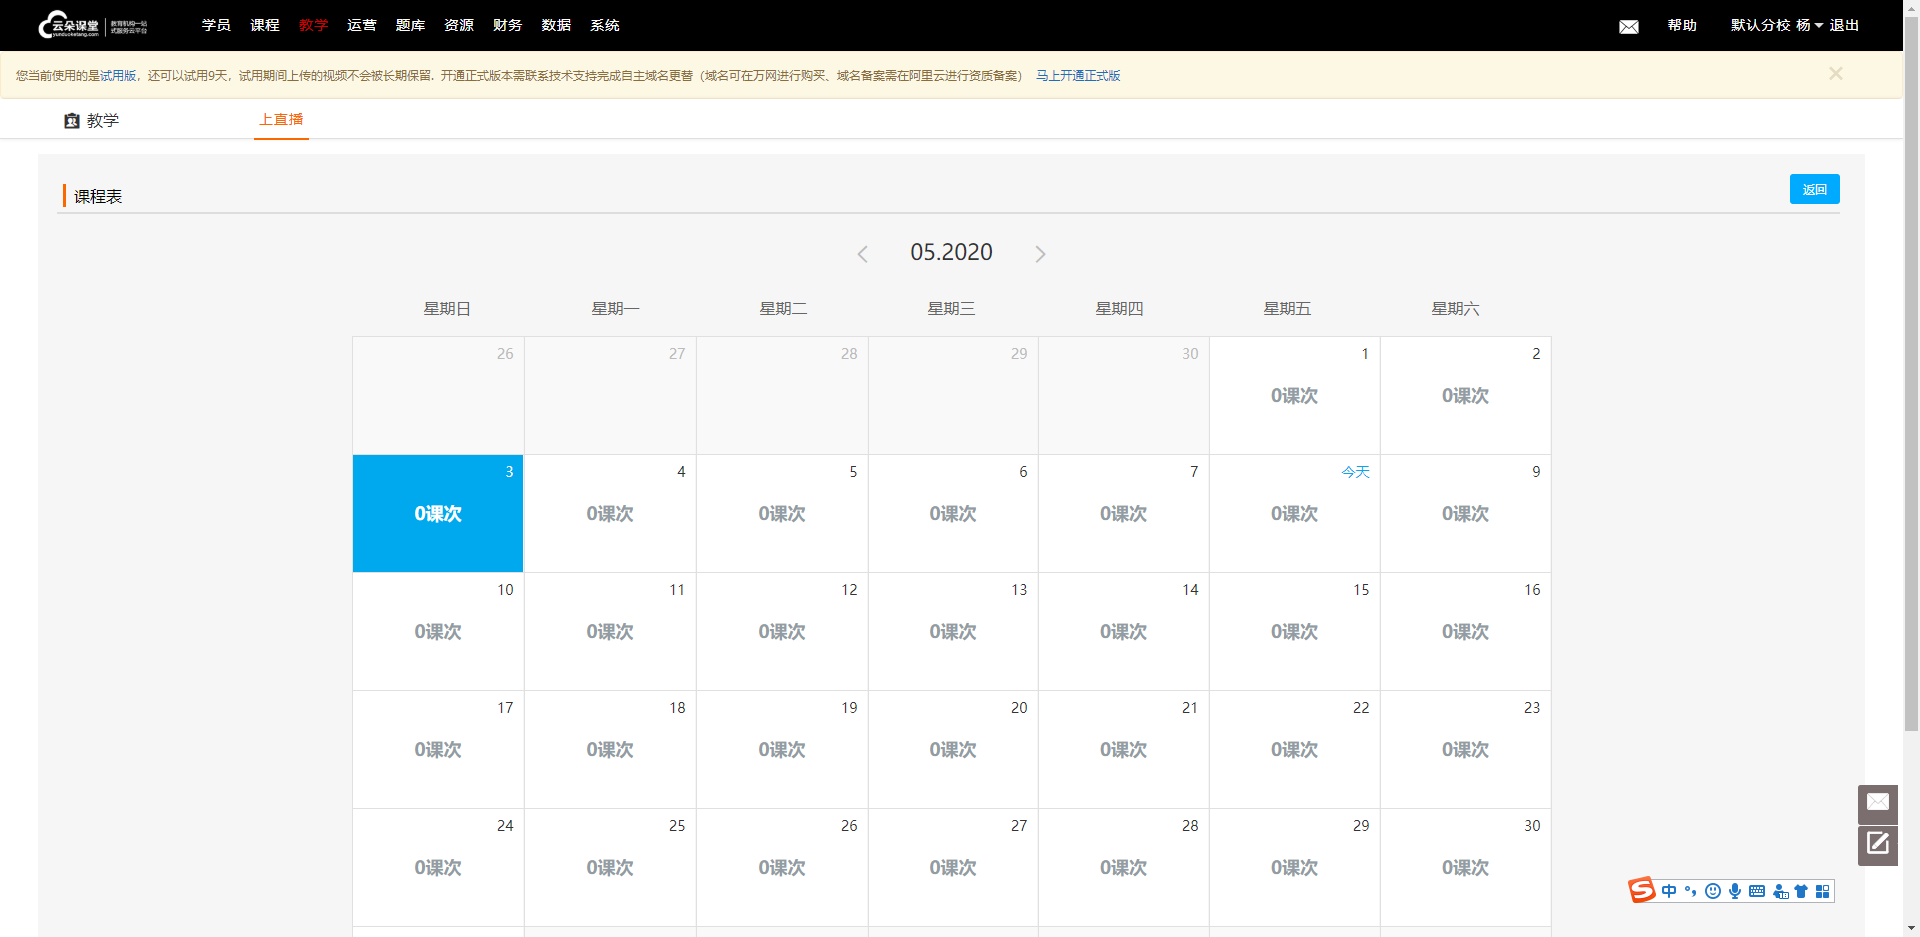 云朵课堂 教育机构一站
yunduoketang.com 式服务云平台
学员 课程 教学 运营 题库 资源 财务 数据 系统
帮助 默认分校 杨 退出
您当前使用的是试用版，还可以试用9天，试用期间上传的视频不会被长期保留. 开通正式版本需联系技术支持完成自主域名更替（域名可在万网进行购买、域名备案需在阿里云进行资质备案） 马上开通正式版
教学 上直播
课程表 返回
05.2020
星期日 星期一 星期二 星期三 星期四 星期五 星期六
26 27 28 29 30 1 2
0课次 0课次
3 4 5 6 7 今天 9
0课次 0课次 0课次 0课次 0课次 0课次 0课次
10 11 12 13 14 15 16
0课次 0课次 0课次 0课次 0课次 0课次 0课次
17 18 19 20 21 22 23
0课次 0课次 0课次 0课次 0课次 0课次 0课次
24 25 26 27 28 29 30
0课次 0课次 0课次 0课次 0课次 0课次 0课次
S 中